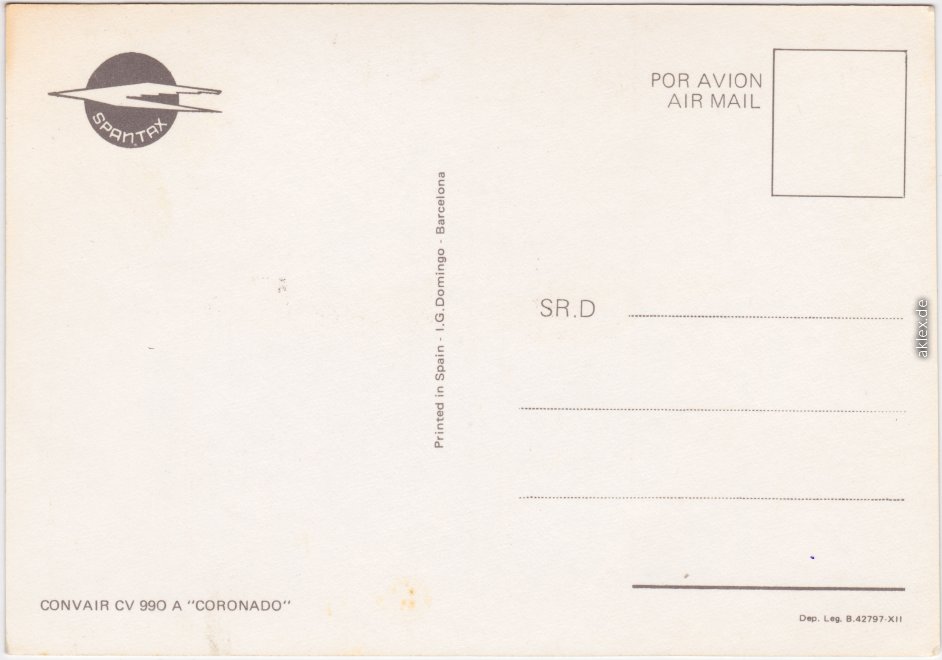 SPANTAX
POR AVION
AIR MAIL
Printed in Spain - I.G.Domingo - Barcelona
SR.D
CONVAIR CV 990 A "CORONADO"
Dep. Leg. B.42797-XII
aklex.de